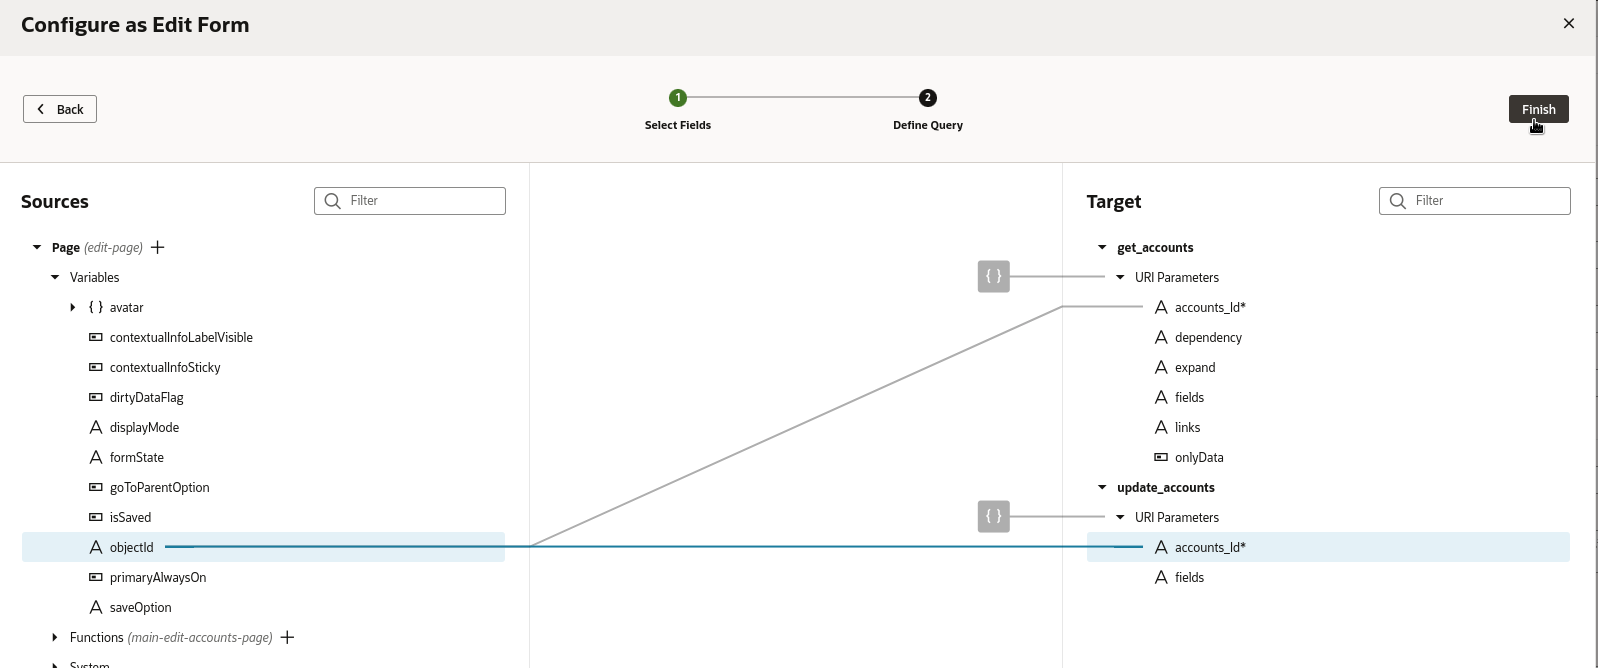 Configure as Edit Form
Back
1
2
Select Fields
Define Query
Finish
Sources
Filter
Target
Filter
Page (edit-page)
get_accounts
Variables
{ }
URI Parameters
{ } avatar
accounts_Id*
contextualInfoLabelVisible
dependency
contextualInfoSticky
expand
dirtyDataFlag
fields
displayMode
links
formState
onlyData
goToParentOption
update_accounts
isSaved
{ }
URI Parameters
objectId
accounts_Id*
primaryAlwaysOn
fields
saveOption
Functions (main-edit-accounts-page)
System